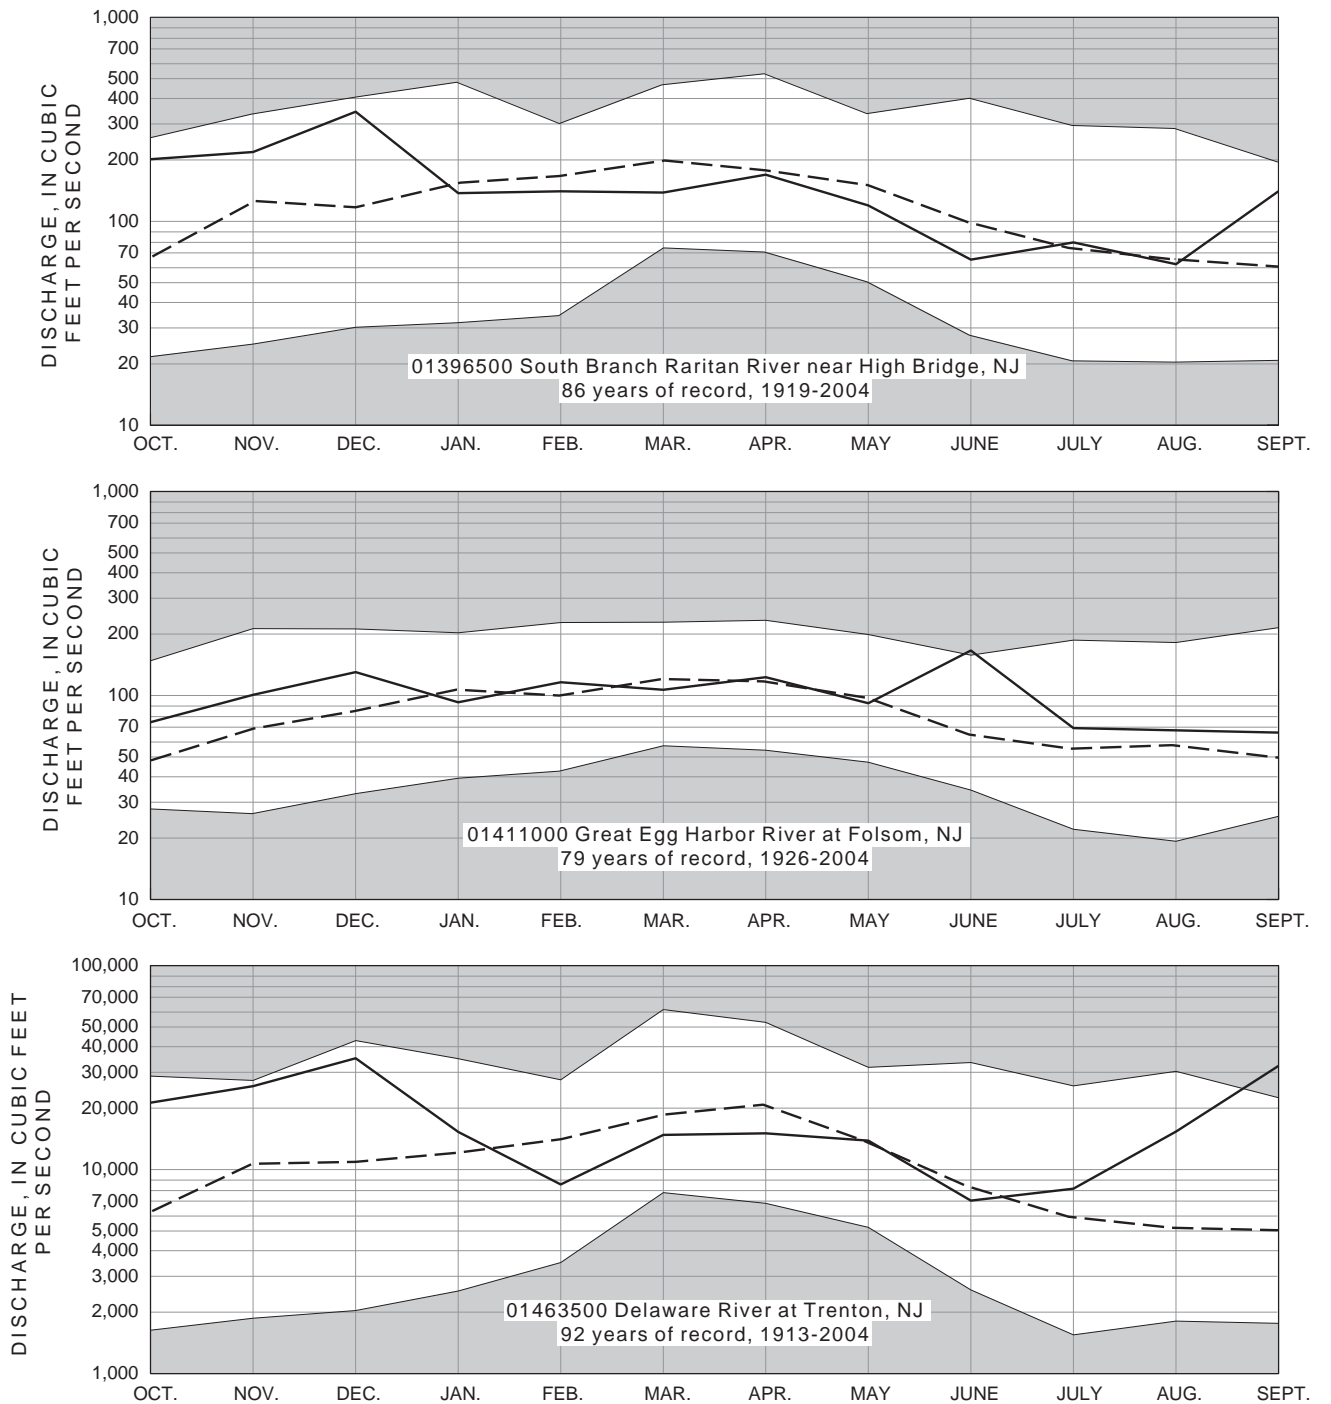 DISCHARGE, IN CUBIC
FEET PER SECOND
1,000
700
500
400
300
200
100
70
50
40
30
20
10
01396500 South Branch Raritan River near High Bridge, NJ
86 years of record, 1919-2004
OCT. NOV. DEC. JAN. FEB. MAR. APR. MAY JUNE JULY AUG. SEPT.
DISCHARGE, IN CUBIC
FEET PER SECOND
1,000
700
500
400
300
200
100
70
50
40
30
20
10
01411000 Great Egg Harbor River at Folsom, NJ
79 years of record, 1926-2004
OCT. NOV. DEC. JAN. FEB. MAR. APR. MAY JUNE JULY AUG. SEPT.
DISCHARGE, IN CUBIC FEET
PER SECOND
100,000
70,000
50,000
40,000
30,000
20,000
10,000
7,000
5,000
4,000
3,000
2,000
1,000
01463500 Delaware River at Trenton, NJ
92 years of record, 1913-2004
OCT. NOV. DEC. JAN. FEB. MAR. APR. MAY JUNE JULY AUG. SEPT.